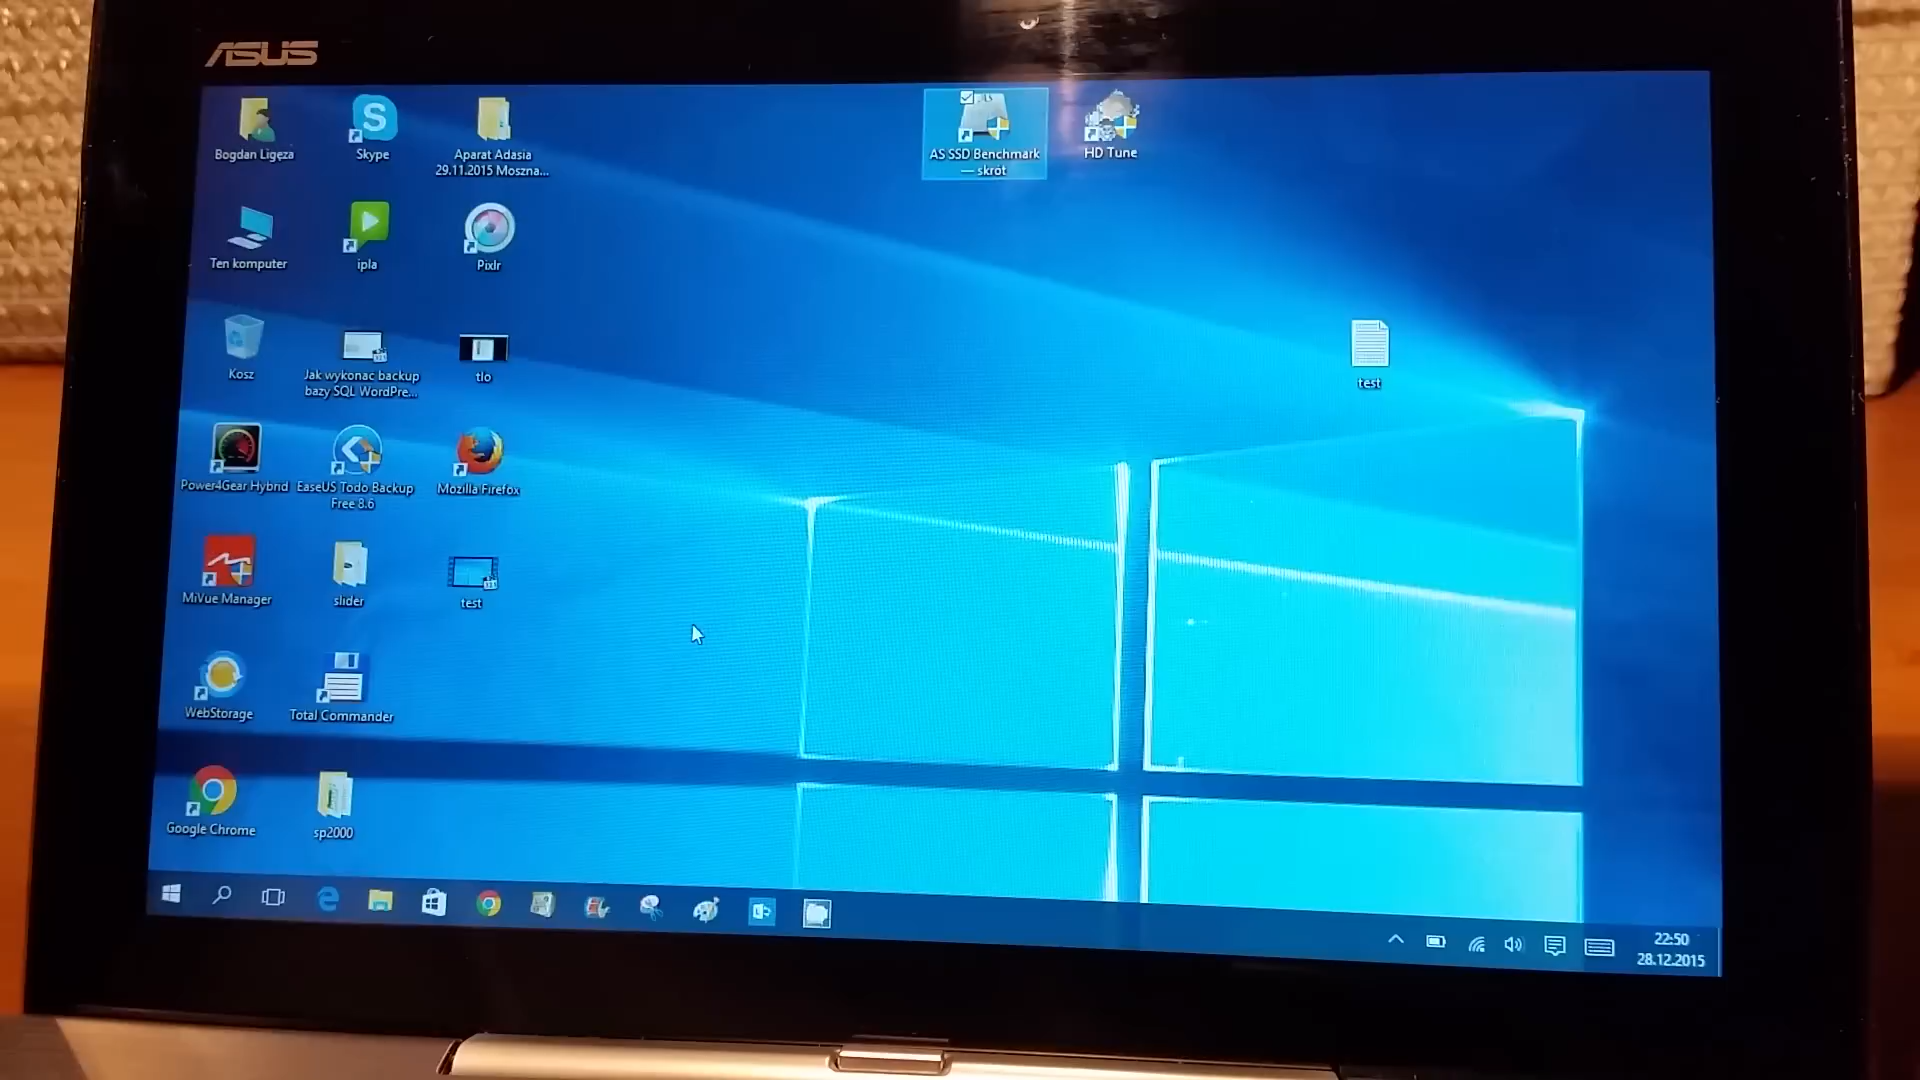 ASUS
Bogdan Ligęza
Skype
Aparat Adasia
29.11.2015 Moszna...
AS SSD Benchmark
— skrót
HD Tune
Ten komputer
ipla
Pixlr
Kosz
Jak wykonac backup
bazy SQL WordPre...
tlo
test
Power4Gear Hybrid
EaseUS Todo Backup
Free 8.6
Mozilla Firefox
MiVue Manager
slider
test
WebStorage
Total Commander
Google Chrome
sp2000
22:50
28.12.2015